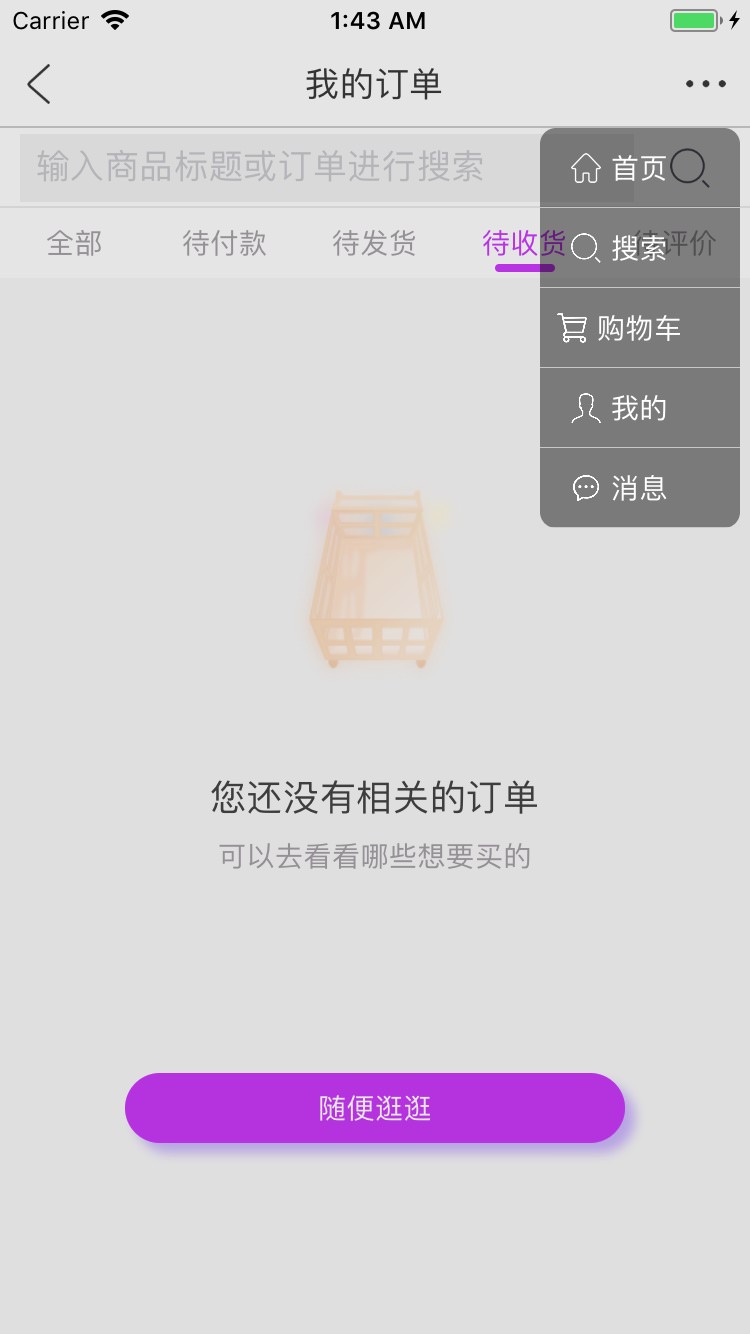 Carrier 1:43 AM
我的订单
输入商品标题或订单进行搜索
首页
全部 待付款 待发货 待收货 待评价
搜索
购物车
我的
消息
您还没有相关的订单
可以去看看哪些想要买的
随便逛逛